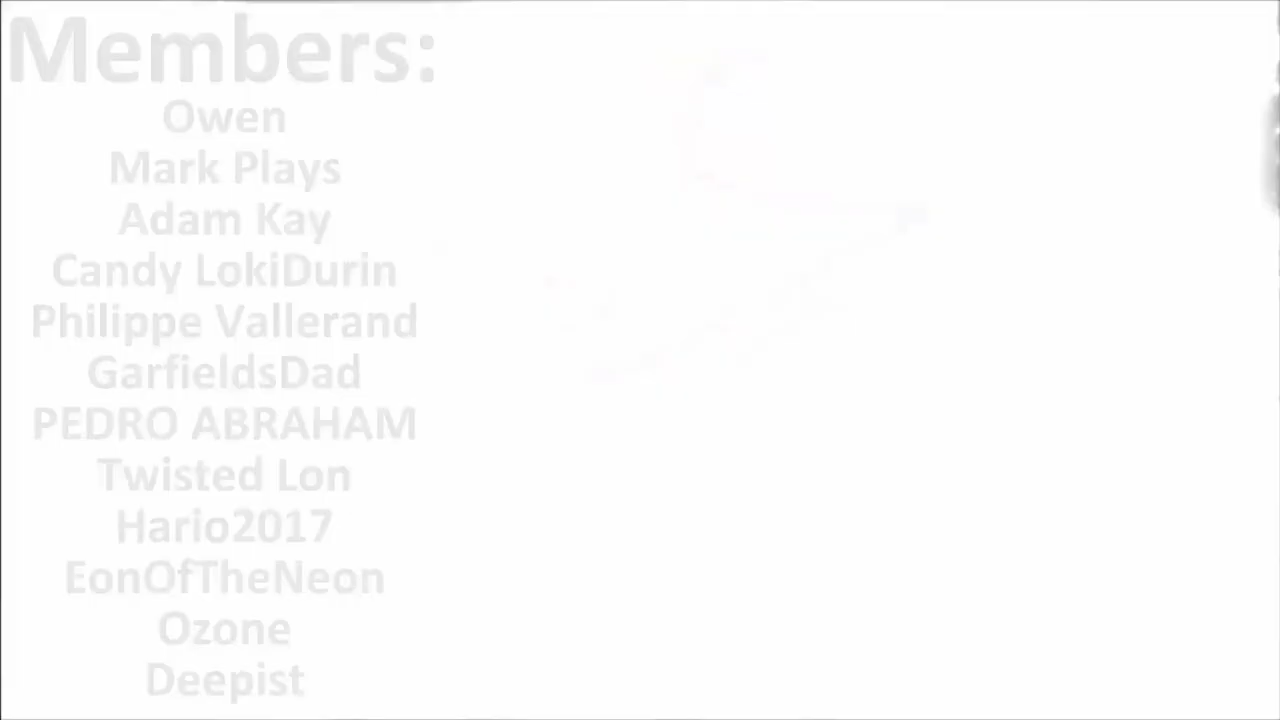 Members:
Owen
Mark Plays
Adam Kay
Candy LokiDurin
Philippe Vallerand
GarfieldsDad
PEDRO ABRAHAM
Twisted Lon
Hario2017
EonOfTheNeon
Ozone
Deepist